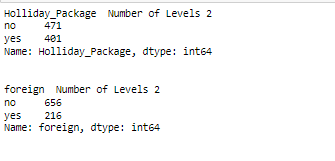 Holliday_Package  Number of Levels 2
no     471
yes    401
Name: Holliday_Package, dtype: int64
foreign  Number of Levels 2
no     656
yes    216
Name: foreign, dtype: int64